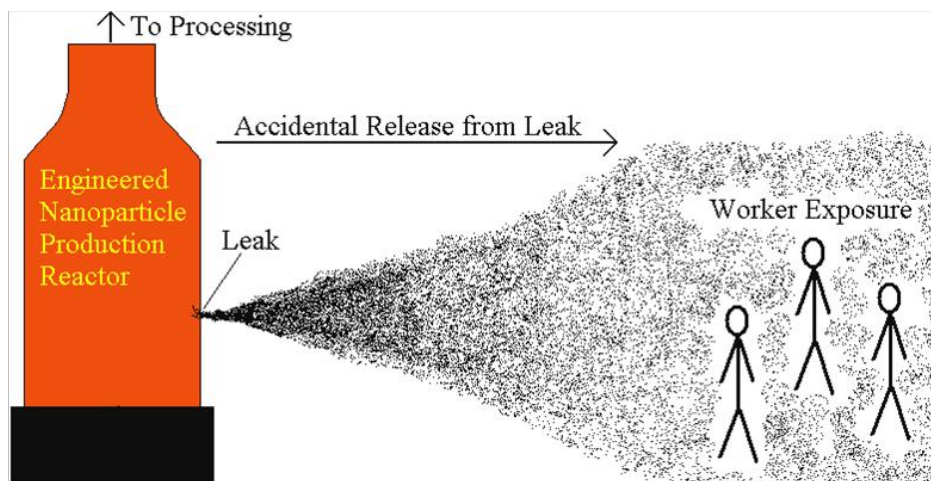 To Processing
Accidental Release from Leak
Engineered
Nanoparticle
Production
Reactor
Leak
Worker Exposure